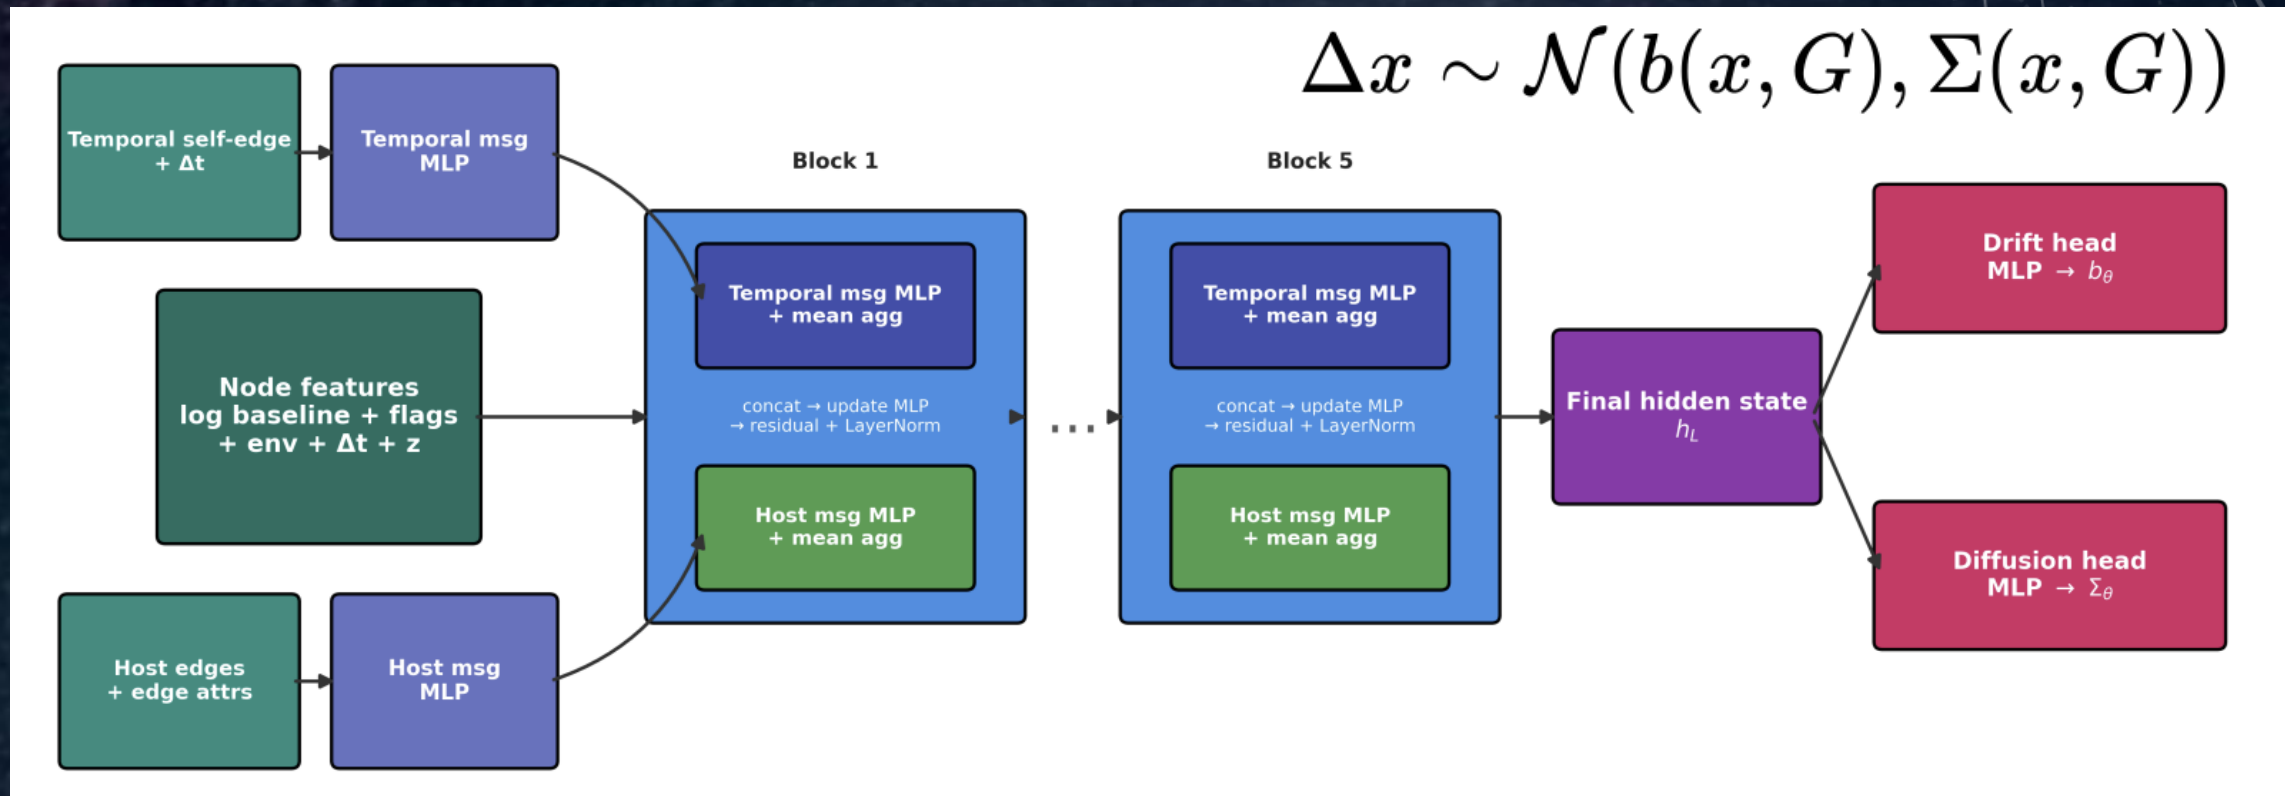 Δx ∼ 𝒩(b(x, G), Σ(x, G))
Temporal self-edge
+ Δt
Temporal msg
MLP
Block 1
Block 5
Temporal msg MLP
+ mean agg
Temporal msg MLP
+ mean agg
Drift head
MLP → b_θ
Node features
log baseline + flags
+ env + Δt + z
concat → update MLP
→ residual + LayerNorm
...
concat → update MLP
→ residual + LayerNorm
Final hidden state
h_L
Host msg MLP
+ mean agg
Host msg MLP
+ mean agg
Diffusion head
MLP → Σ_θ
Host edges
+ edge attrs
Host msg
MLP